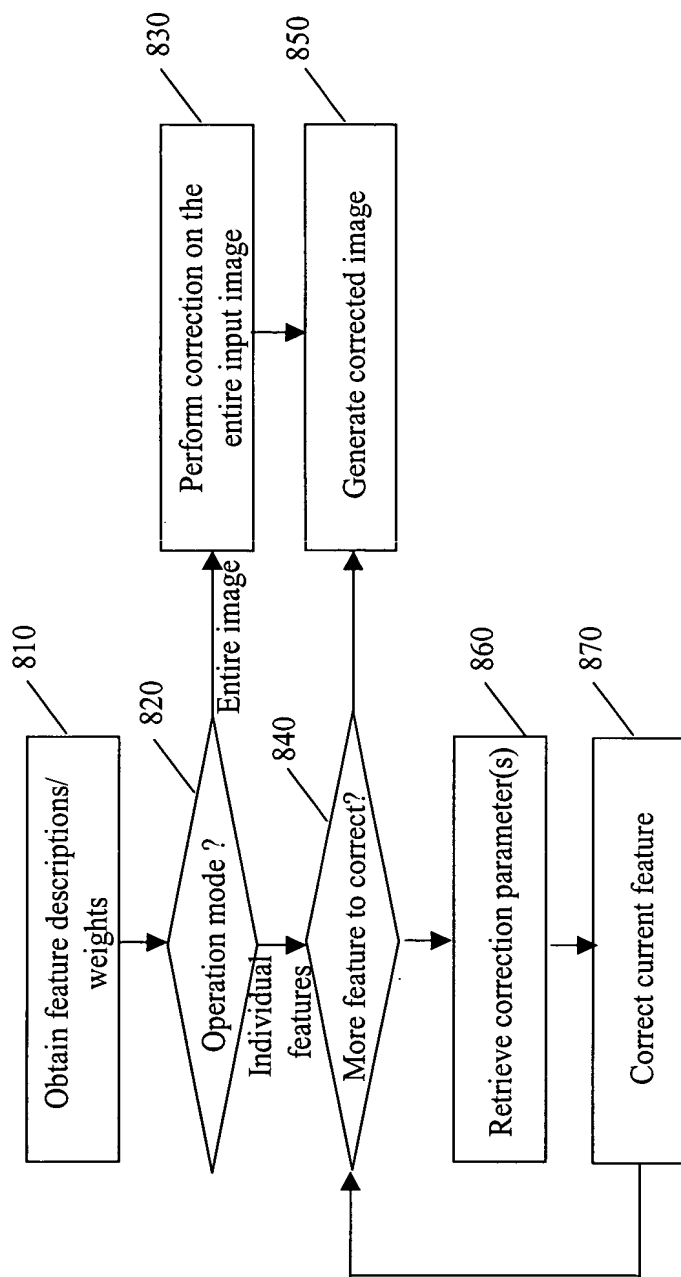 810
Obtain feature descriptions/
weights
820
Operation mode ?
Entire image
830
Perform correction on the
entire input image
Individual
features
840
More feature to correct?
850
Generate corrected image
860
Retrieve correction parameter(s)
870
Correct current feature